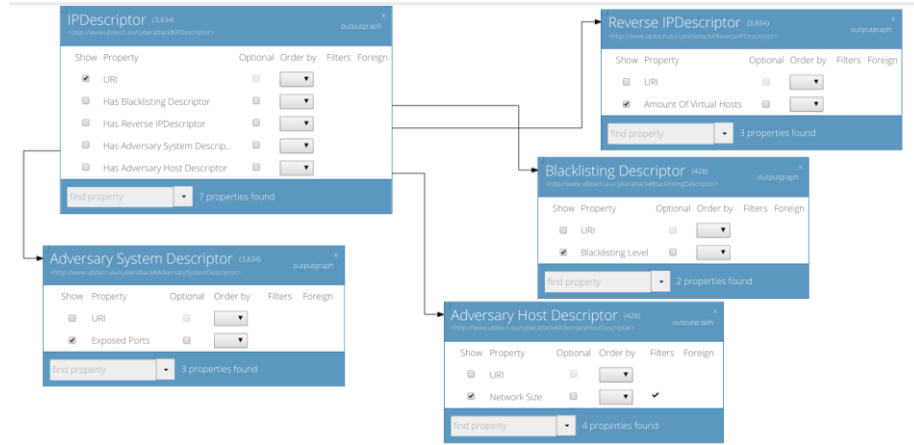 IPDescriptor (3,834) x
<http://www.ubitech.eu/cyberattack#IPDescriptor> outputgraph
Show Property Optional Order by Filters Foreign
URI
Has Blacklisting Descriptor
Has Reverse IPDescriptor
Has Adversary System Descrip...
Has Adversary Host Descriptor
find property 7 properties found
Reverse IPDescriptor (3,834) x
<http://www.ubitech.eu/cyberattack#ReverseIPDescriptor> outputgraph
Show Property Optional Order by Filters Foreign
URI
Amount Of Virtual Hosts
find property 3 properties found
Blacklisting Descriptor (428) x
<http://www.ubitech.eu/cyberattack#BlacklistingDescriptor> outputgraph
Show Property Optional Order by Filters Foreign
URI
Blacklisting Level
find property 2 properties found
Adversary System Descriptor (3,834) x
<http://www.ubitech.eu/cyberattack#AdversarySystemDescriptor> outputgraph
Show Property Optional Order by Filters Foreign
URI
Exposed Ports
find property 3 properties found
Adversary Host Descriptor (428) x
<http://www.ubitech.eu/cyberattack#AdversaryHostDescriptor> outputgraph
Show Property Optional Order by Filters Foreign
URI
Network Size
find property 4 properties found